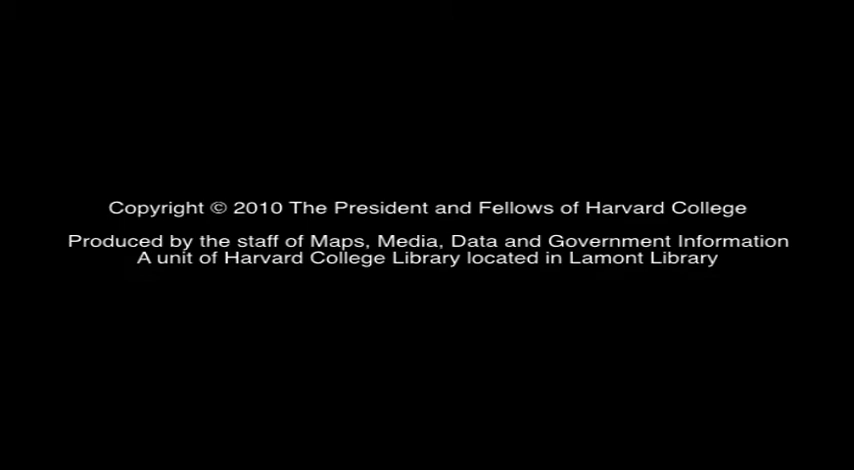 Copyright © 2010 The President and Fellows of Harvard College
Produced by the staff of Maps, Media, Data and Government Information
A unit of Harvard College Library located in Lamont Library